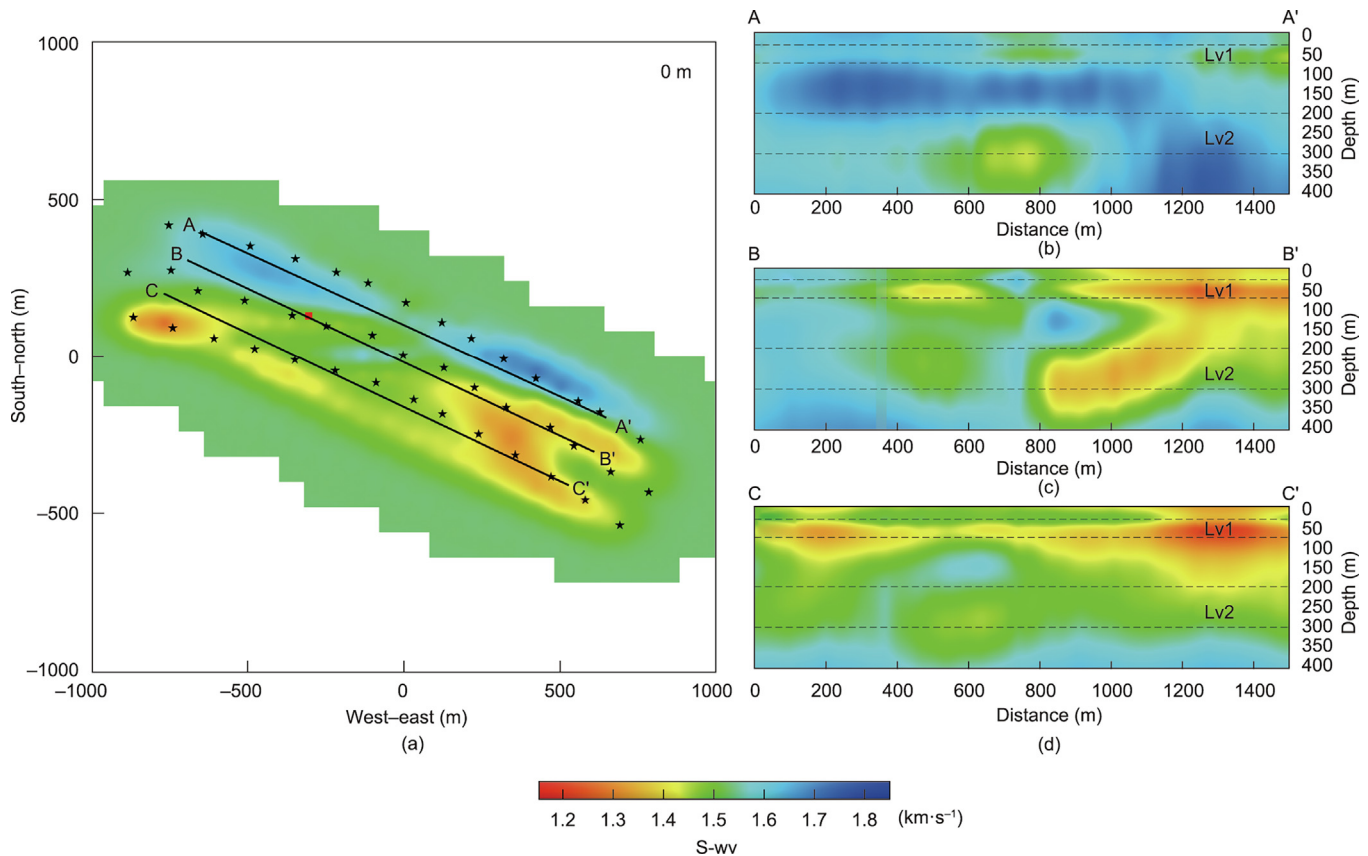 1000
500
0
–500
–1000
South–north (m)
–1000
–500
0
500
1000
West–east (m)
(a)
0 m
A
B
C
A'
B'
C'
A
A'
Lv1
Lv2
0
50
100
150
200
250
300
350
400
Depth (m)
0
200
400
600
800
1000
1200
1400
Distance (m)
(b)
B
B'
Lv1
Lv2
0
50
100
150
200
250
300
350
400
Depth (m)
0
200
400
600
800
1000
1200
1400
Distance (m)
(c)
C
C'
Lv1
Lv2
0
50
100
150
200
250
300
350
400
Depth (m)
0
200
400
600
800
1000
1200
1400
Distance (m)
(d)
1.2
1.3
1.4
1.5
1.6
1.7
1.8
(km·s⁻¹)
S-wv